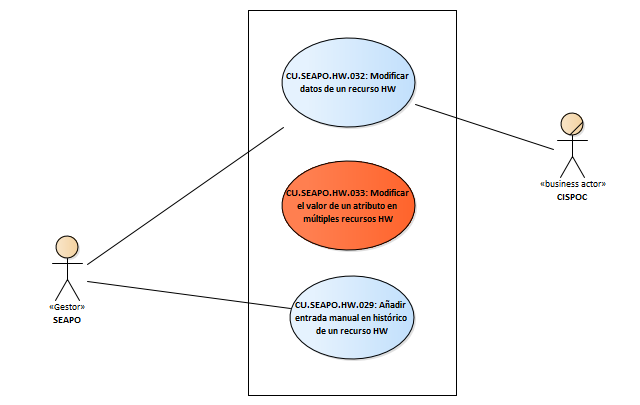 CU.SEAPO.HW.032: Modificar
datos de un recurso HW
«business actor»
CISPOC
CU.SEAPO.HW.033: Modificar
el valor de un atributo en
múltiples recursos HW
«Gestor»
SEAPO
CU.SEAPO.HW.029: Añadir
entrada manual en histórico
de un recurso HW